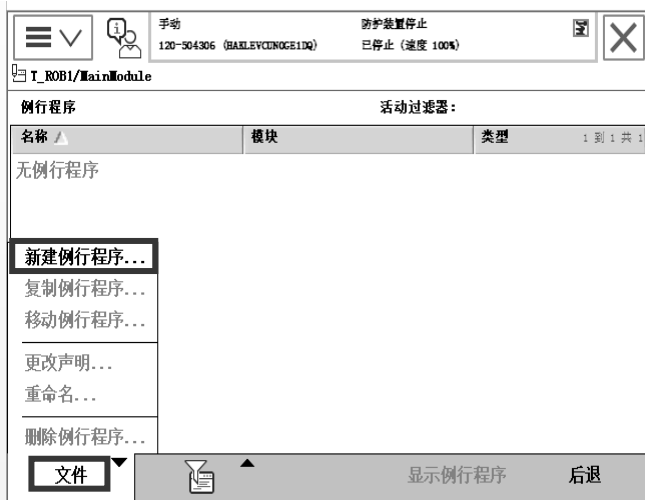 手动
防护装置停止
120-504306 (HAKLEVCUNOGE1DQ)
已停止 (速度 100%)
T_ROB1/MainModule
例行程序
活动过滤器：
名称
模块
类型
1 到 1 共 1
无例行程序
新建例行程序...
复制例行程序...
移动例行程序...
更改声明...
重命名...
删除例行程序...
文件
显示例行程序
后退